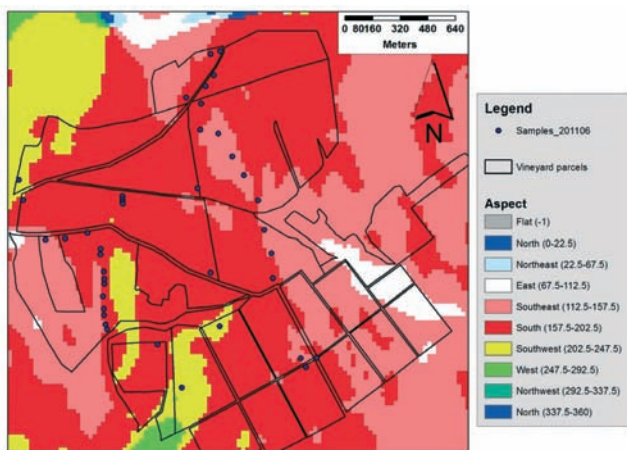 0 80160 320 480 640
Meters
N
Legend
Samples_201106
Vineyard parcels
Aspect
Flat (-1)
North (0-22.5)
Northeast (22.5-67.5)
East (67.5-112.5)
Southeast (112.5-157.5)
South (157.5-202.5)
Southwest (202.5-247.5)
West (247.5-292.5)
Northwest (292.5-337.5)
North (337.5-360)